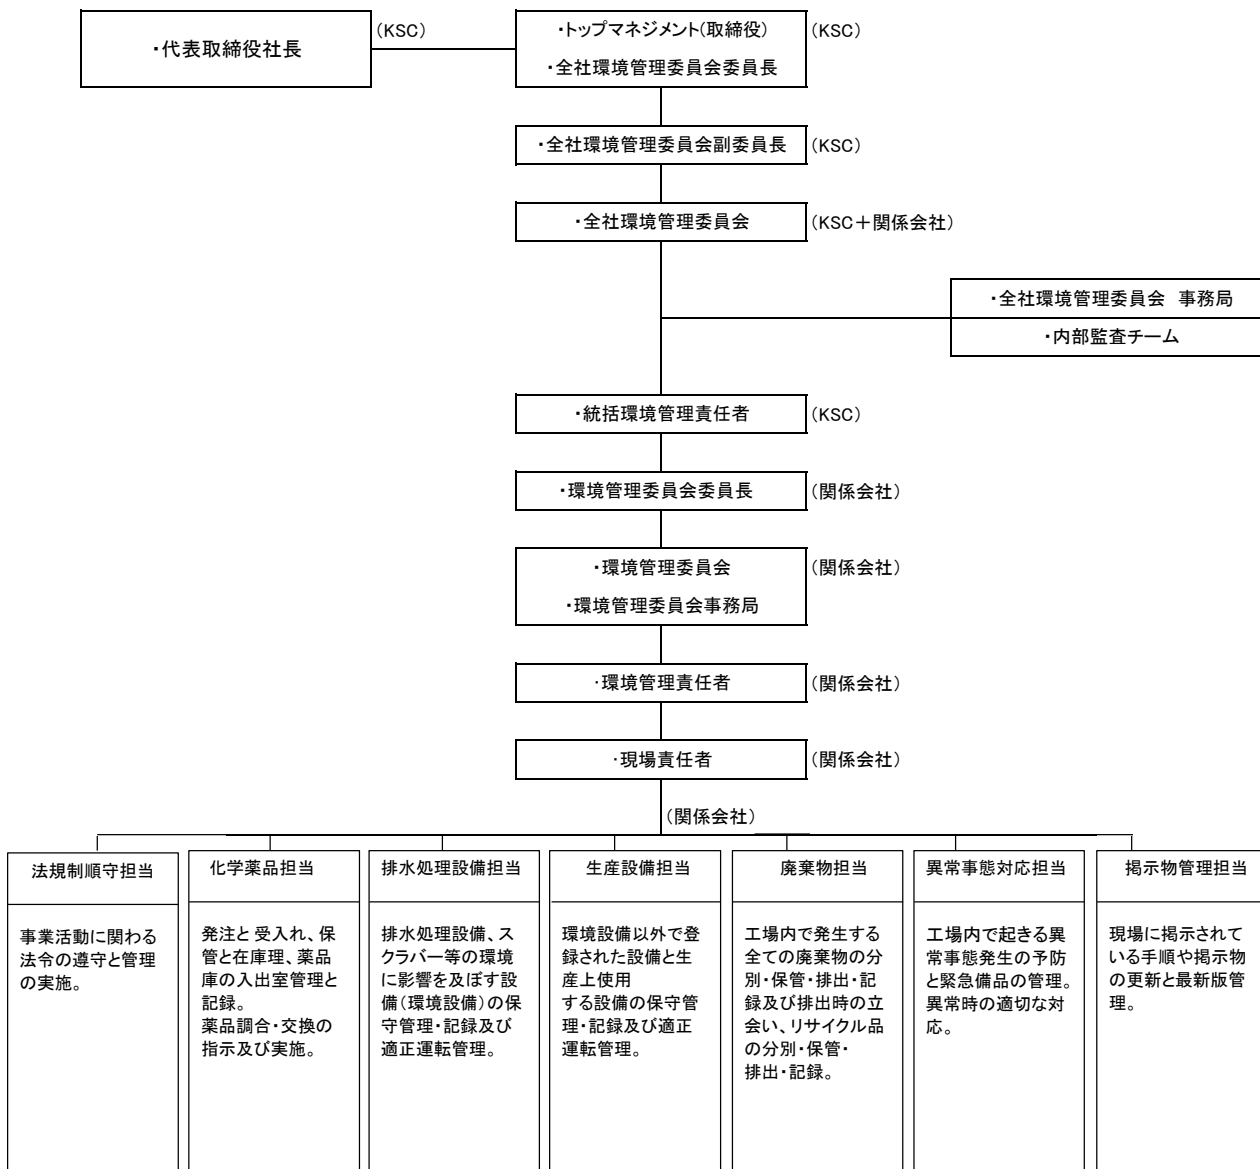 ・代表取締役社長
(KSC)
・トップマネジメント(取締役)
(KSC)
・全社環境管理委員会委員長
・全社環境管理委員会副委員長
(KSC)
・全社環境管理委員会
(KSC＋関係会社)
・全社環境管理委員会　事務局
・内部監査チーム
・統括環境管理責任者
(KSC)
・環境管理委員会委員長
(関係会社)
・環境管理委員会
(関係会社)
・環境管理委員会事務局
・環境管理責任者
(関係会社)
・現場責任者
(関係会社)
(関係会社)
法規制順守担当
事業活動に関わる
法令の遵守と管理
の実施。
化学薬品担当
発注と受入れ、保
管と在庫理、薬品
庫の入出室管理と
記録。
薬品調合・交換の
指示及び実施。
排水処理設備担当
排水処理設備、ス
クラバー等の環境
に影響を及ぼす設
備(環境設備)の保
守管理・記録及び
適正運転管理。
生産設備担当
環境設備以外で登
録された設備と生
産上使用
する設備の保守管
理・記録及び適正
運転管理。
廃棄物担当
工場内で発生する
全ての廃棄物の分
別・保管・排出・記
録及び排出時の立
会い、リサイクル品
の分別・保管・
排出・記録。
異常事態対応担当
工場内で起きる異
常事態発生の予防
と緊急備品の管理。
異常時の適切な対
応。
掲示物管理担当
現場に掲示されて
いる手順や掲示物
の更新と最新版管
理。